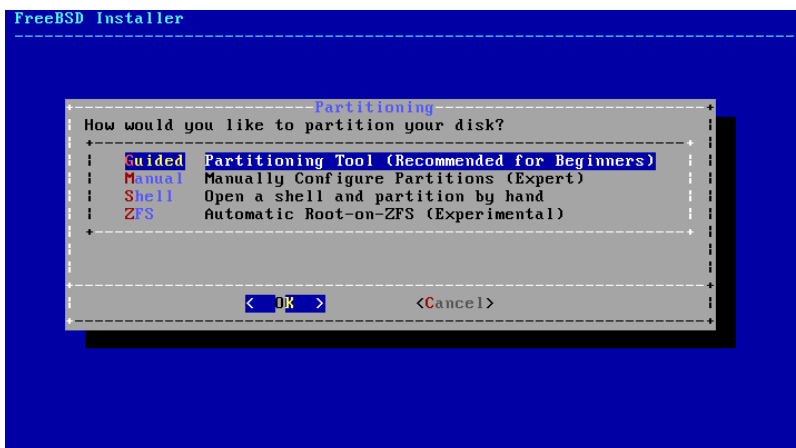 FreeBSD Installer
Partitioning
How would you like to partition your disk?
Guided Partitioning Tool (Recommended for Beginners)
Manual Manually Configure Partitions (Expert)
Shell Open a shell and partition by hand
ZFS Automatic Root-on-ZFS (Experimental)
< OK > <Cancel>